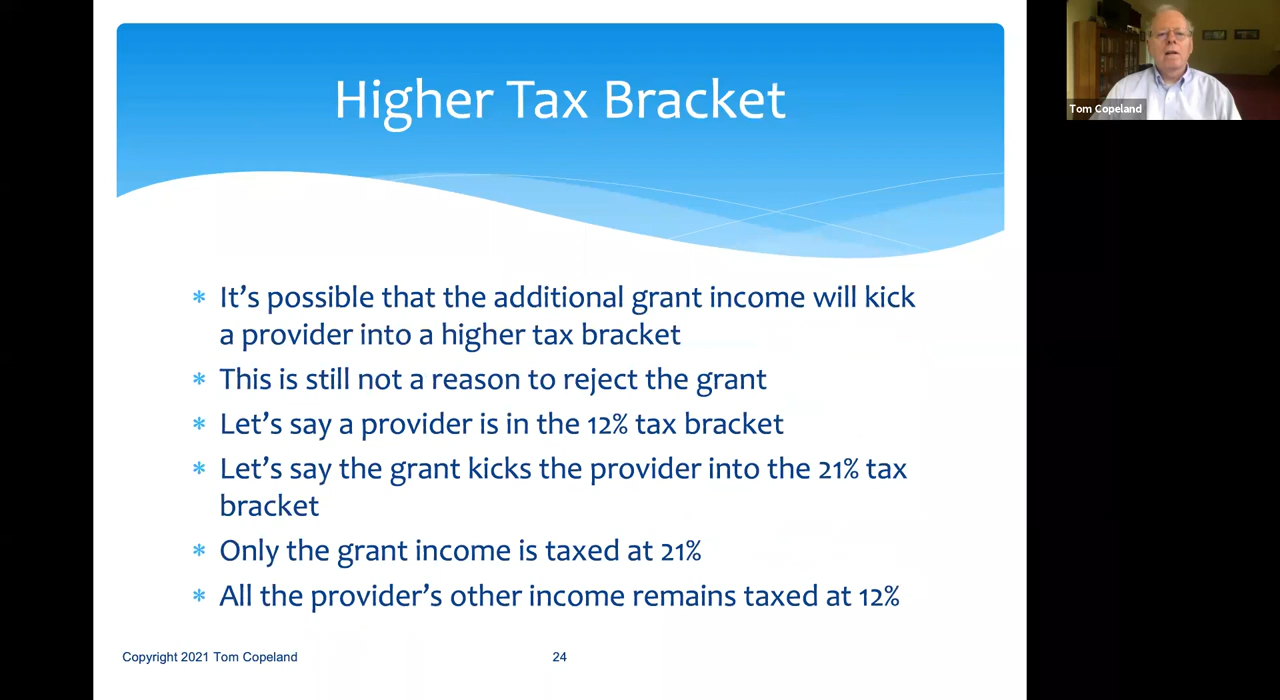 Higher Tax Bracket
Tom Copeland
* It's possible that the additional grant income will kick
a provider into a higher tax bracket
* This is still not a reason to reject the grant
* Let's say a provider is in the 12% tax bracket
* Let's say the grant kicks the provider into the 21% tax
bracket
* Only the grant income is taxed at 21%
* All the provider's other income remains taxed at 12%
Copyright 2021 Tom Copeland
24